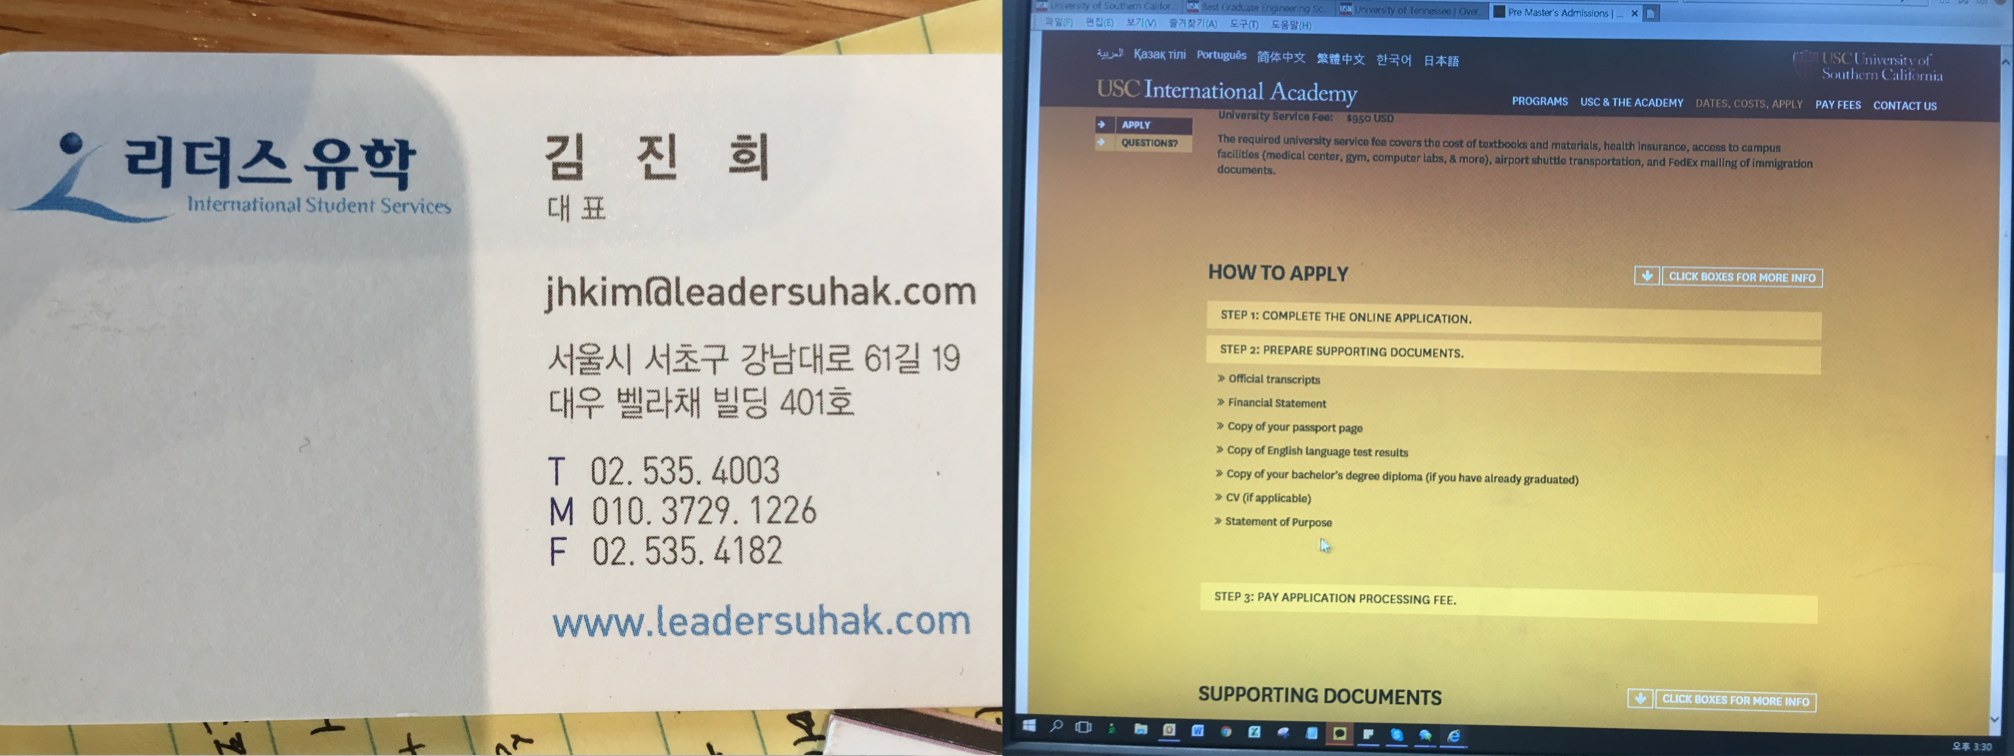 리더스유학
International Student Services
김 진 희
대 표
jhkim@leadersuhak.com
서울시 서초구 강남대로 61길 19
대우 벨라채 빌딩 401호
T 02. 535. 4003
M 010. 3729. 1226
F 02. 535. 4182
www.leadersuhak.com
University of Southern Califor...
Best Graduate Engineering Sc...
University of Tennessee | Over...
Pre Master's Admissions | ...
파일(F) 편집(E) 보기(V) 즐겨찾기(A) 도구(T) 도움말(H)
العربية Қазақ тілі Português 简体中文 繁體中文 한국어 日本語
USC University of
Southern California
USC International Academy
PROGRAMS USC & THE ACADEMY DATES, COSTS, APPLY PAY FEES CONTACT US
APPLY
QUESTIONS?
University Service Fee: $950 USD
The required university service fee covers the cost of textbooks and materials, health insurance, access to campus
facilities (medical center, gym, computer labs, & more), airport shuttle transportation, and FedEx mailing of immigration
documents.
HOW TO APPLY
CLICK BOXES FOR MORE INFO
STEP 1: COMPLETE THE ONLINE APPLICATION.
STEP 2: PREPARE SUPPORTING DOCUMENTS.
» Official transcripts
» Financial Statement
» Copy of your passport page
» Copy of English language test results
» Copy of your bachelor's degree diploma (if you have already graduated)
» CV (if applicable)
» Statement of Purpose
STEP 3: PAY APPLICATION PROCESSING FEE.
SUPPORTING DOCUMENTS
CLICK BOXES FOR MORE INFO
오후 3:30